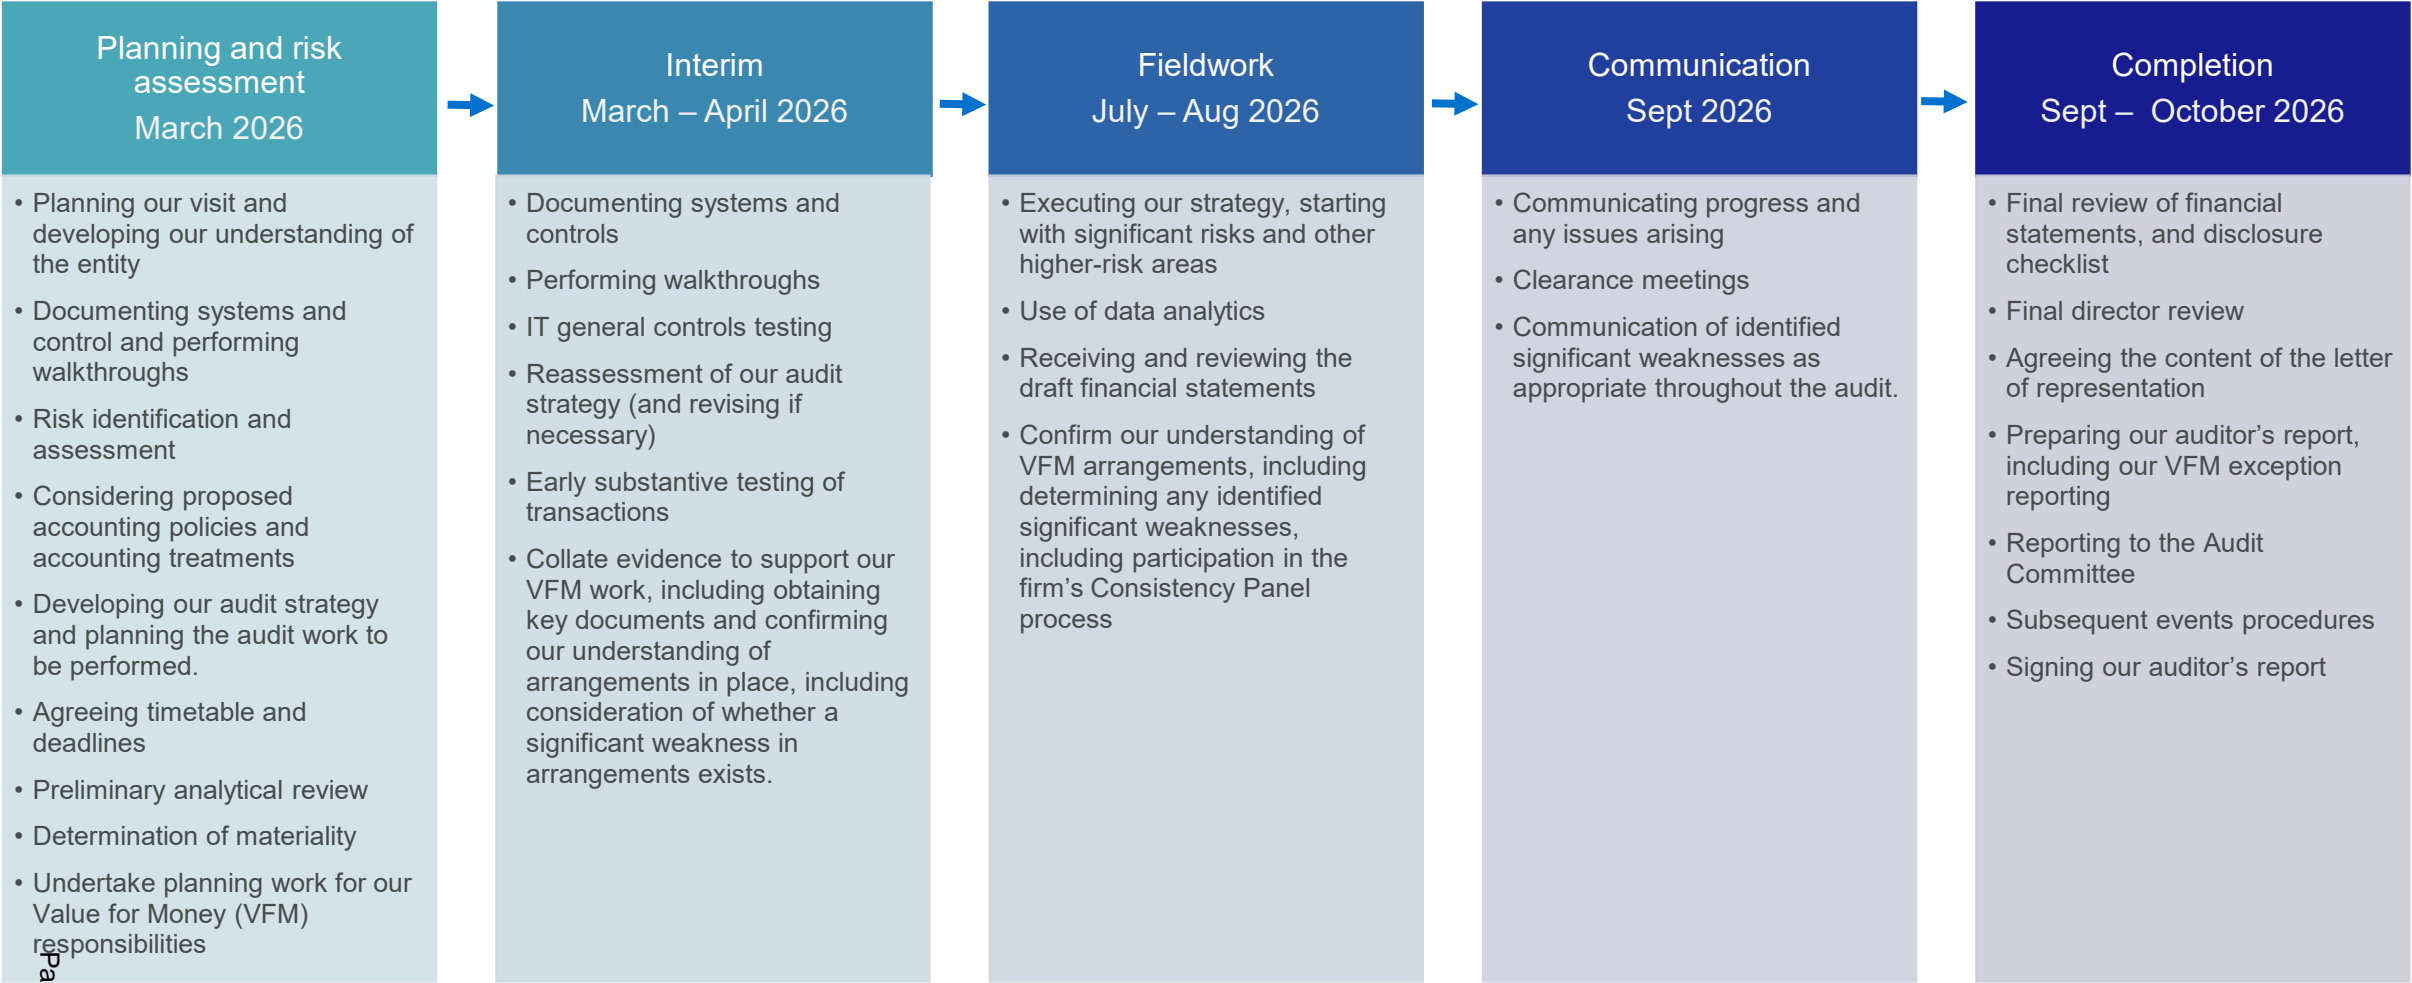 Planning and risk
assessment
March 2026
• Planning our visit and
developing our understanding of
the entity
• Documenting systems and
control and performing
walkthroughs
• Risk identification and
assessment
• Considering proposed
accounting policies and
accounting treatments
• Developing our audit strategy
and planning the audit work to
be performed.
• Agreeing timetable and
deadlines
• Preliminary analytical review
• Determination of materiality
• Undertake planning work for our
Value for Money (VFM)
responsibilities
Pa
Interim
March – April 2026
• Documenting systems and
controls
• Performing walkthroughs
• IT general controls testing
• Reassessment of our audit
strategy (and revising if
necessary)
• Early substantive testing of
transactions
• Collate evidence to support our
VFM work, including obtaining
key documents and confirming
our understanding of
arrangements in place, including
consideration of whether a
significant weakness in
arrangements exists.
Fieldwork
July – Aug 2026
• Executing our strategy, starting
with significant risks and other
higher-risk areas
• Use of data analytics
• Receiving and reviewing the
draft financial statements
• Confirm our understanding of
VFM arrangements, including
determining any identified
significant weaknesses,
including participation in the
firm’s Consistency Panel
process
Communication
Sept 2026
• Communicating progress and
any issues arising
• Clearance meetings
• Communication of identified
significant weaknesses as
appropriate throughout the audit.
Completion
Sept – October 2026
• Final review of financial
statements, and disclosure
checklist
• Final director review
• Agreeing the content of the letter
of representation
• Preparing our auditor’s report,
including our VFM exception
reporting
• Reporting to the Audit
Committee
• Subsequent events procedures
• Signing our auditor’s report